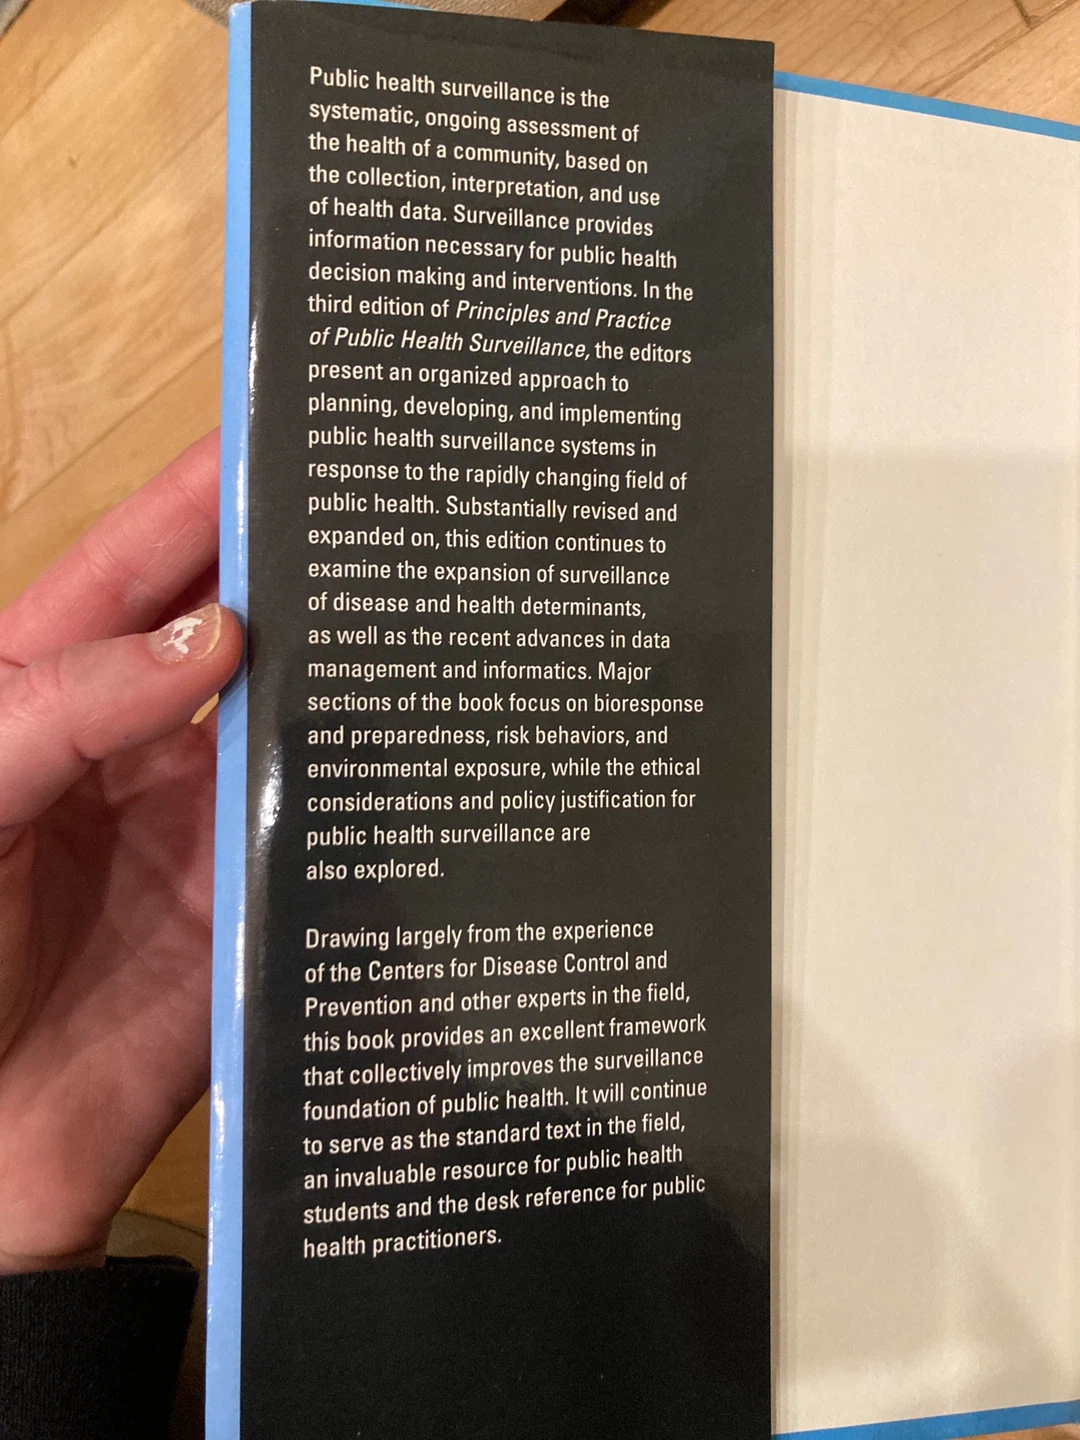 Public health surveillance is the
systematic, ongoing assessment of
the health of a community, based on
the collection, interpretation, and use
of health data. Surveillance provides
information necessary for public health
decision making and interventions. In the
third edition of Principles and Practice
of Public Health Surveillance, the editors
present an organized approach to
planning, developing, and implementing
public health surveillance systems in
response to the rapidly changing field of
public health. Substantially revised and
expanded on, this edition continues to
examine the expansion of surveillance
of disease and health determinants,
as well as the recent advances in data
management and informatics. Major
sections of the book focus on bioresponse
and preparedness, risk behaviors, and
environmental exposure, while the ethical
considerations and policy justification for
public health surveillance are
also explored.
Drawing largely from the experience
of the Centers for Disease Control and
Prevention and other experts in the field,
this book provides an excellent framework
that collectively improves the surveillance
foundation of public health. It will continue
to serve as the standard text in the field,
an invaluable resource for public health
students and the desk reference for public
health practitioners.